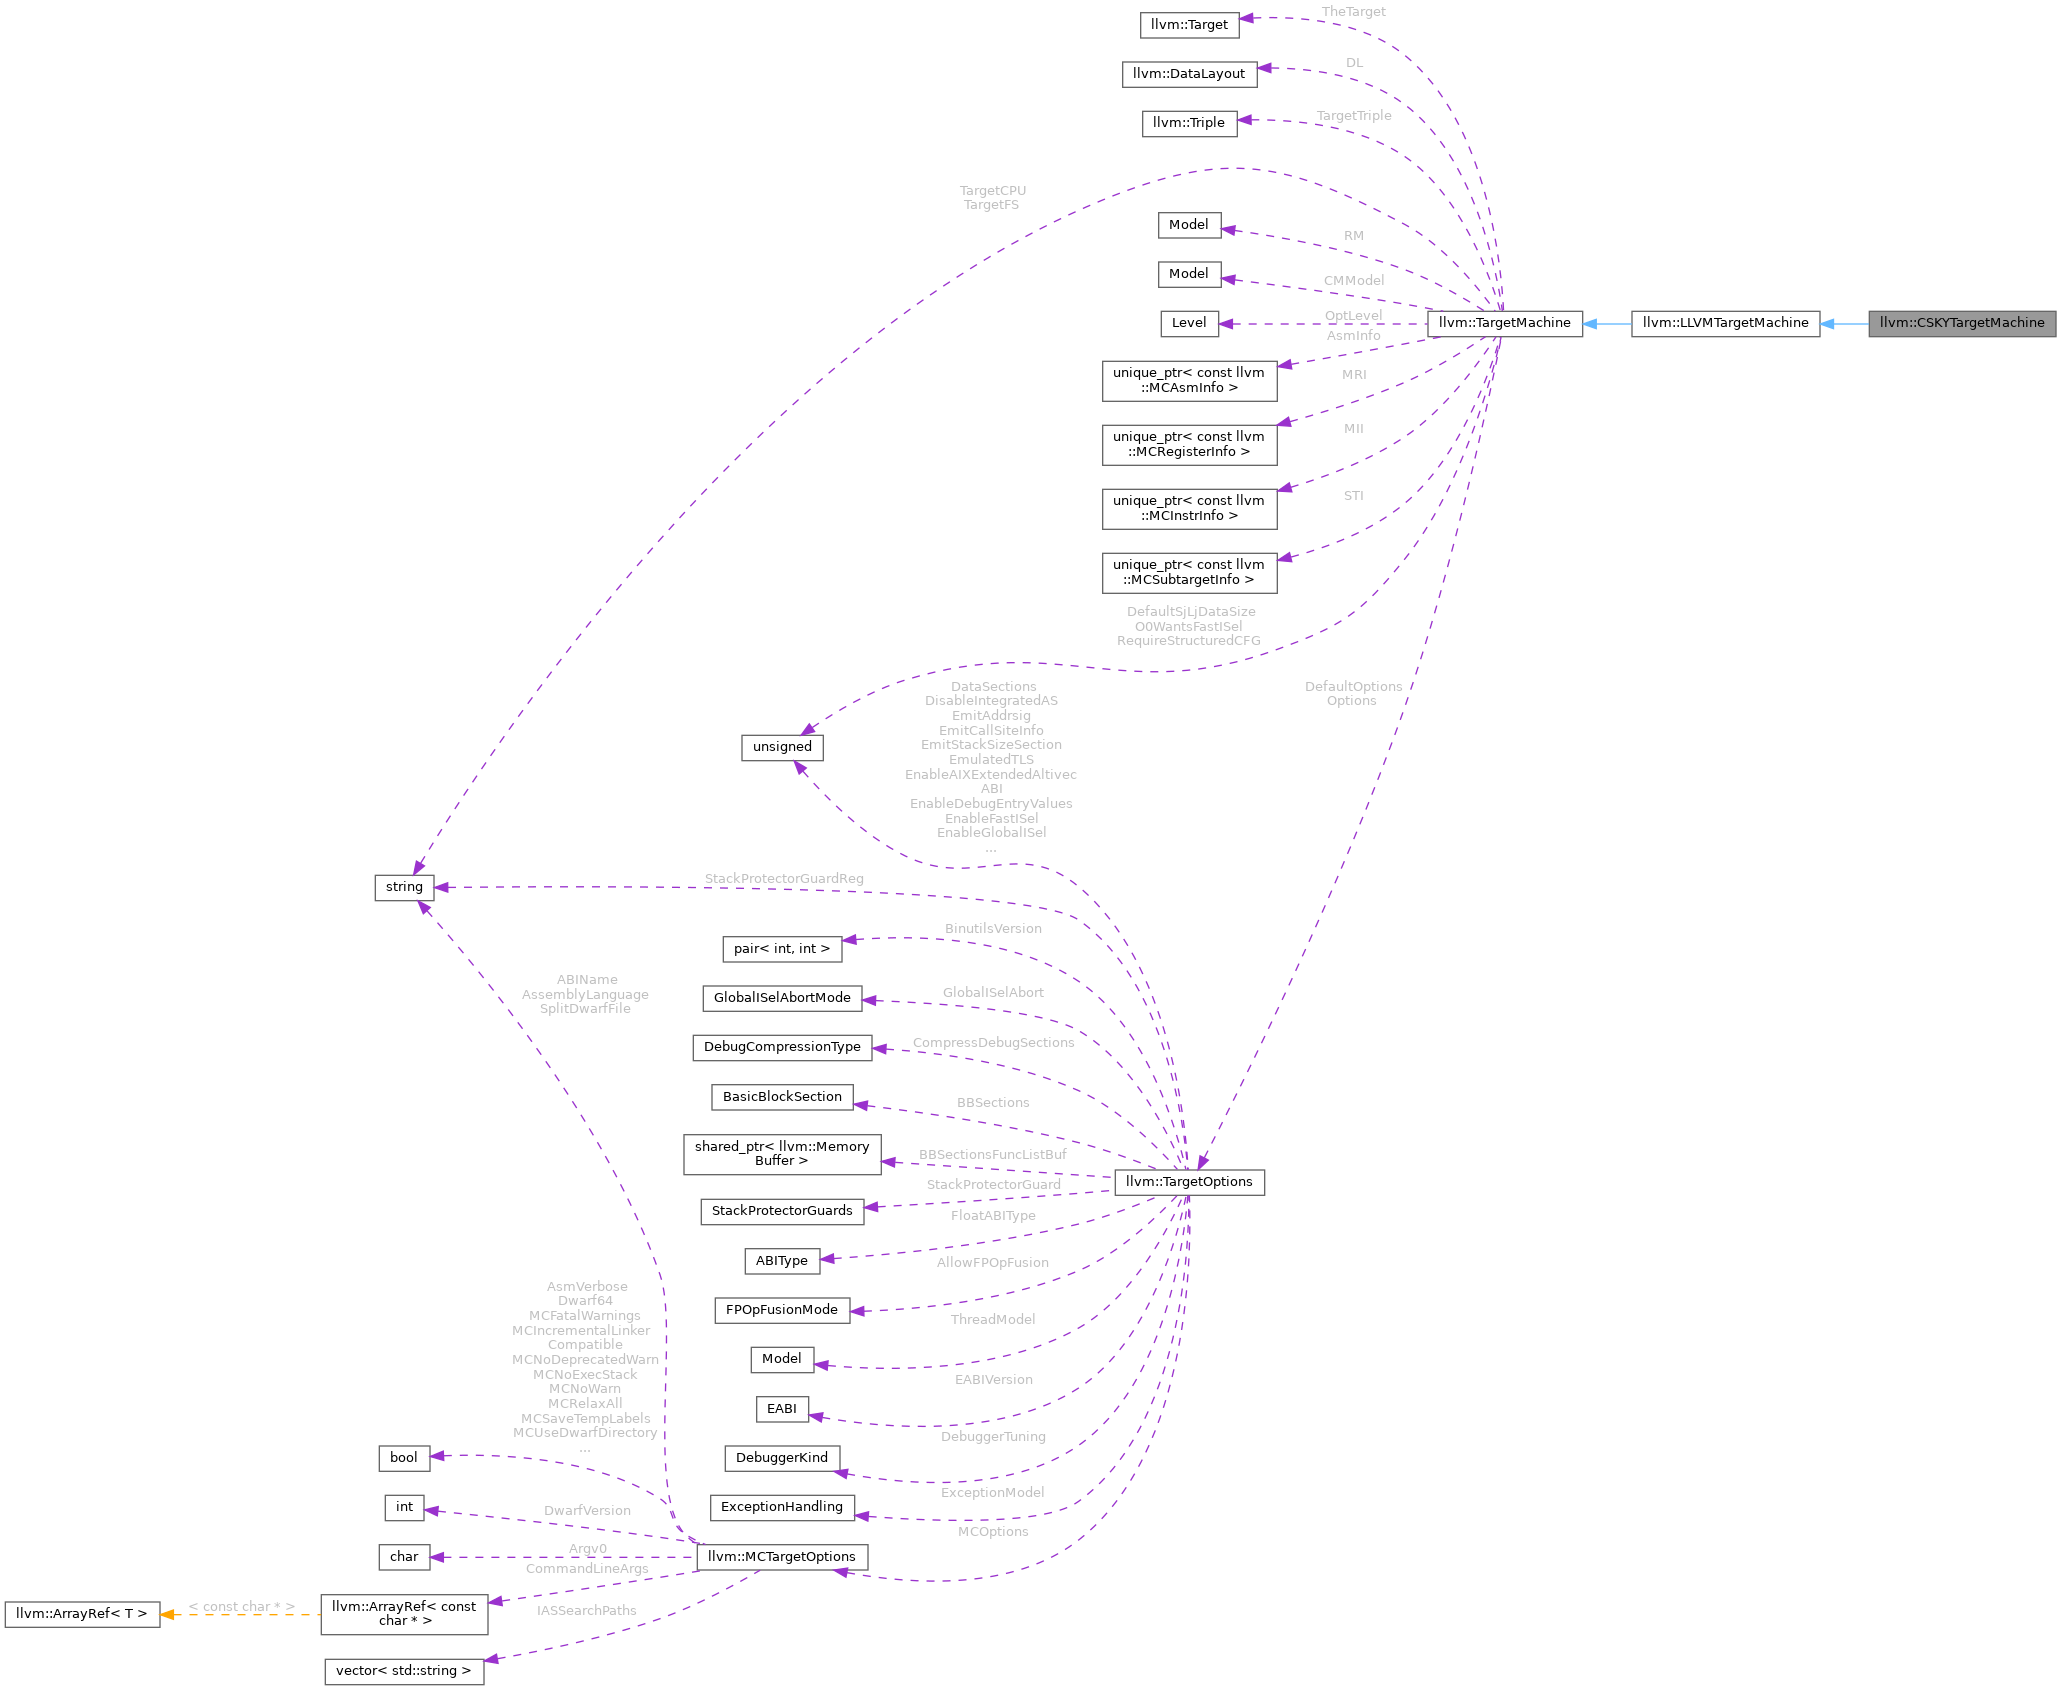 TheTarget
llvm::Target
DL
llvm::DataLayout
TargetTriple
llvm::Triple
TargetCPU
TargetFS
Model
RM
Model
CMModel
OptLevel
Level
llvm::TargetMachine
llvm::LLVMTargetMachine
llvm::CSKYTargetMachine
AsmInfo
unique_ptr< const llvm
::MCAsmInfo >
MRI
unique_ptr< const llvm
::MCRegisterInfo >
MII
unique_ptr< const llvm
::MCInstrInfo >
STI
unique_ptr< const llvm
::MCSubtargetInfo >
DefaultSjLjDataSize
O0WantsFastISel
RequireStructuredCFG
DefaultOptions
Options
unsigned
DataSections
DisableIntegratedAS
EmitAddrsig
EmitCallSiteInfo
EmitStackSizeSection
EmulatedTLS
EnableAIXExtendedAltivec
ABI
EnableDebugEntryValues
EnableFastISel
EnableGlobalISel
...
string
StackProtectorGuardReg
BinutilsVersion
pair< int, int >
GlobalISelAbort
GlobalISelAbortMode
CompressDebugSections
DebugCompressionType
BBSections
BasicBlockSection
BBSectionsFuncListBuf
shared_ptr< llvm::Memory
Buffer >
llvm::TargetOptions
StackProtectorGuard
StackProtectorGuards
FloatABIType
ABIType
AllowFPOpFusion
FPOpFusionMode
ThreadModel
Model
EABIVersion
EABI
DebuggerTuning
DebuggerKind
ExceptionModel
ExceptionHandling
MCOptions
ABIName
AssemblyLanguage
SplitDwarfFile
AsmVerbose
Dwarf64
MCFatalWarnings
MCIncrementalLinker
Compatible
MCNoDeprecatedWarn
MCNoExecStack
MCNoWarn
MCRelaxAll
MCSaveTempLabels
MCUseDwarfDirectory
...
bool
int
DwarfVersion
char
Argv0
llvm::MCTargetOptions
CommandLineArgs
llvm::ArrayRef< T >
< const char * >
llvm::ArrayRef< const
char * >
IASSearchPaths
vector< std::string >